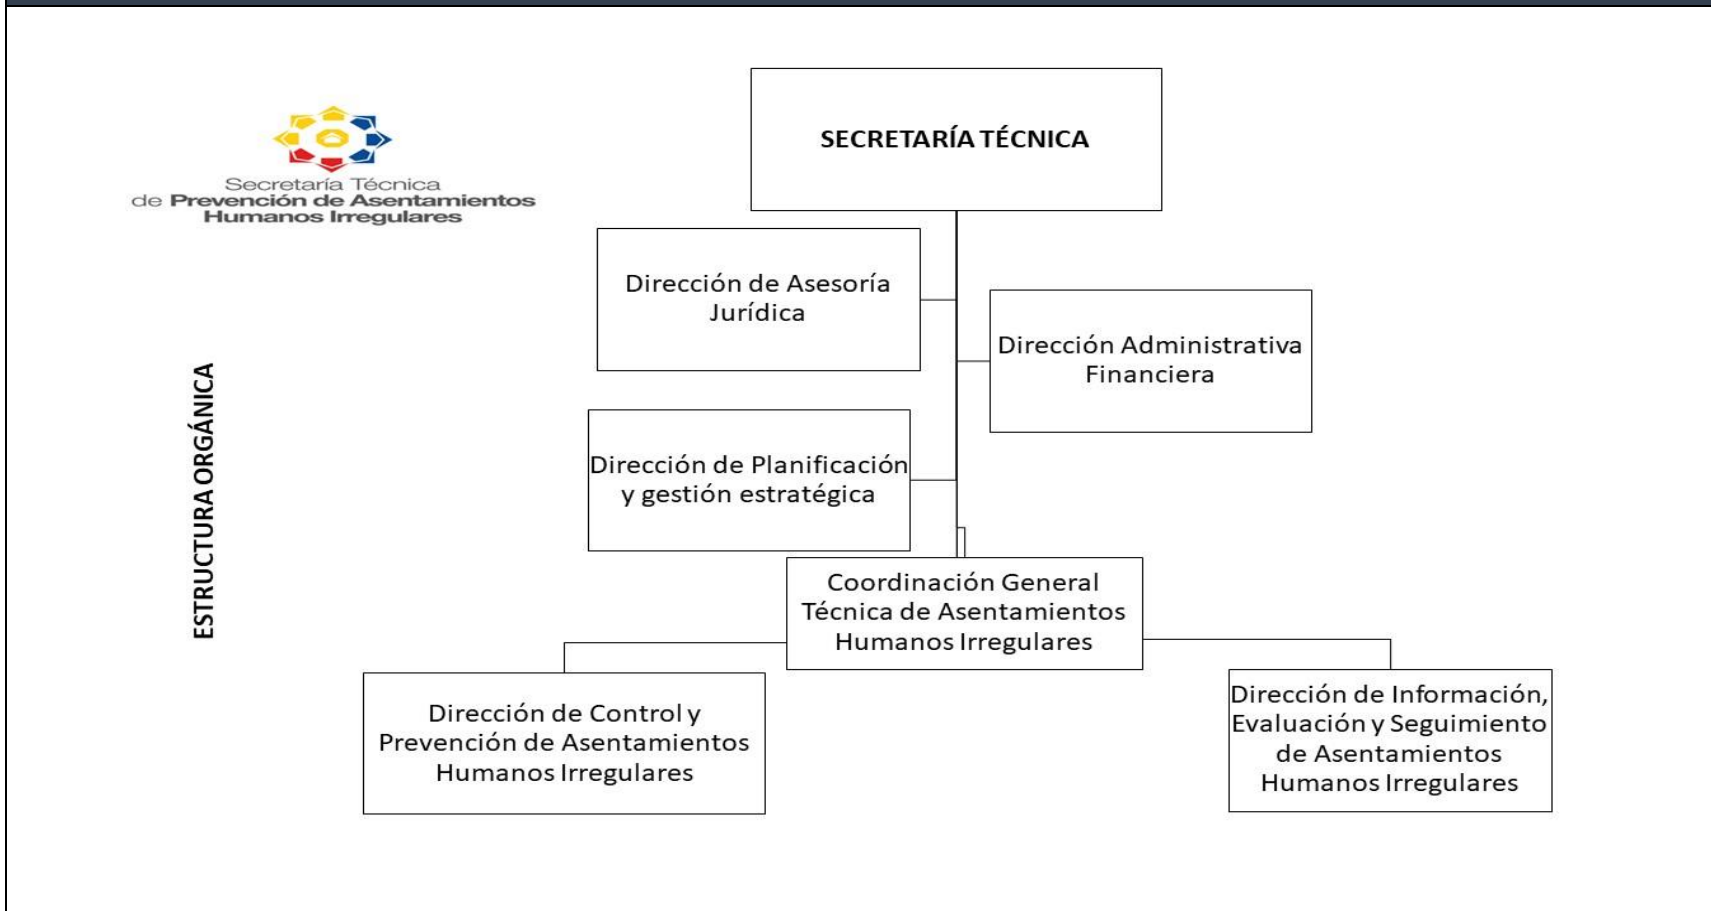 Secretaría Técnica
de Prevención de Asentamientos
Humanos Irregulares
ESTRUCTURA ORGÁNICA
SECRETARÍA TÉCNICA
Dirección de Asesoría
Jurídica
Dirección Administrativa
Financiera
Dirección de Planificación
y gestión estratégica
Coordinación General
Técnica de Asentamientos
Humanos Irregulares
Dirección de Control y
Prevención de Asentamientos
Humanos Irregulares
Dirección de Información,
Evaluación y Seguimiento
de Asentamientos
Humanos Irregulares